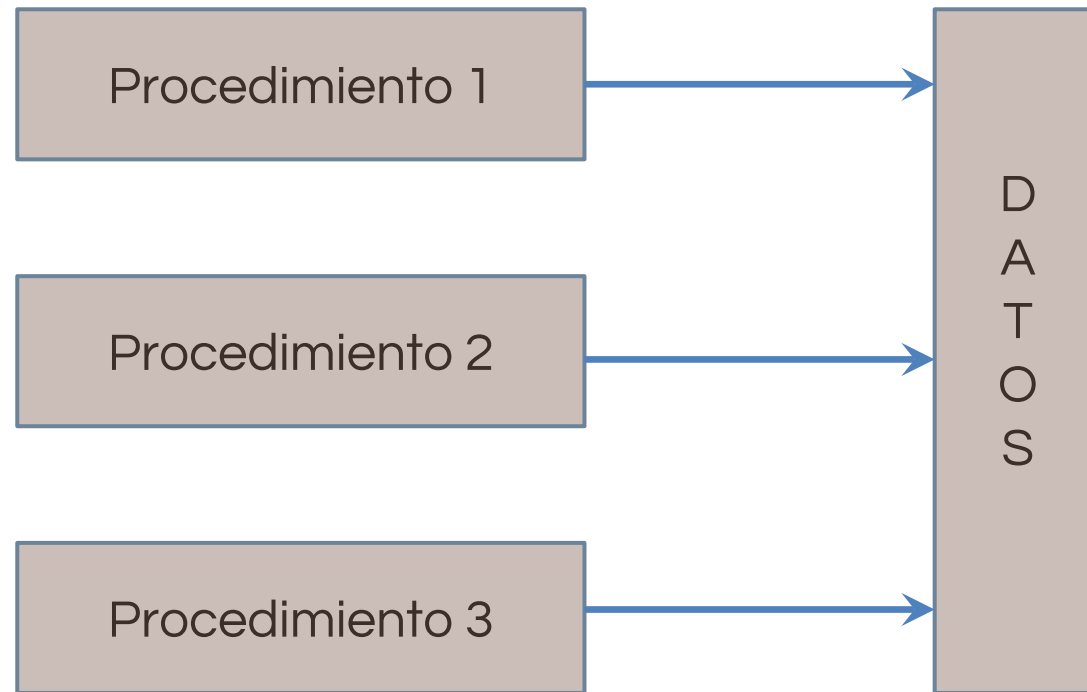 Procedimiento 1
Procedimiento 2
Procedimiento 3
D
A
T
O
S